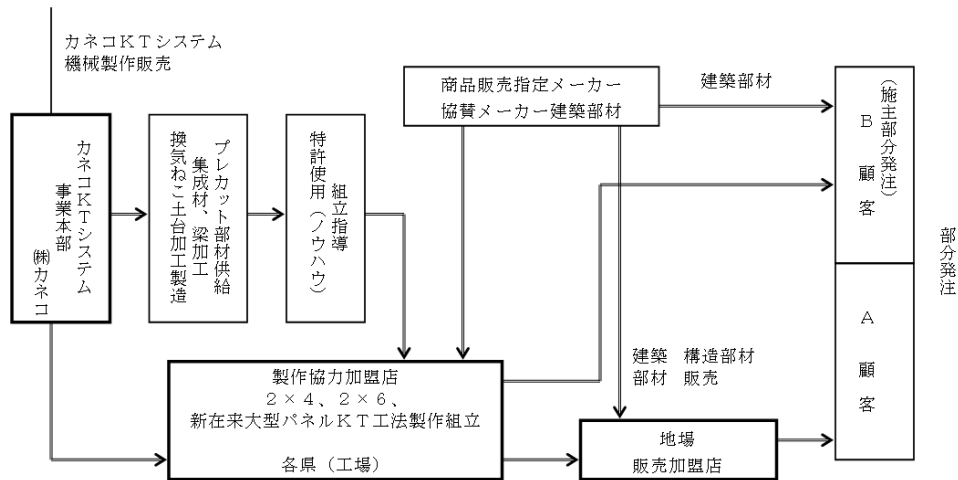 カネコKTシステム
機械製作販売
カネコKTシステム
事業本部
㈱カネコ
プレカット部材供給
集成材、梁加工
換気ねこ土台加工製造
組立指導
特許使用（ノウハウ）
商品販売指定メーカー
協賛メーカー建築部材
建築部材
（施主部分発注）
B　顧　客
A　顧　客
部分発注
建築　構造部材
部材　販売
製作協力加盟店
２×４、２×６、
新在来大型パネルKT工法製作組立
各県（工場）
地場
販売加盟店